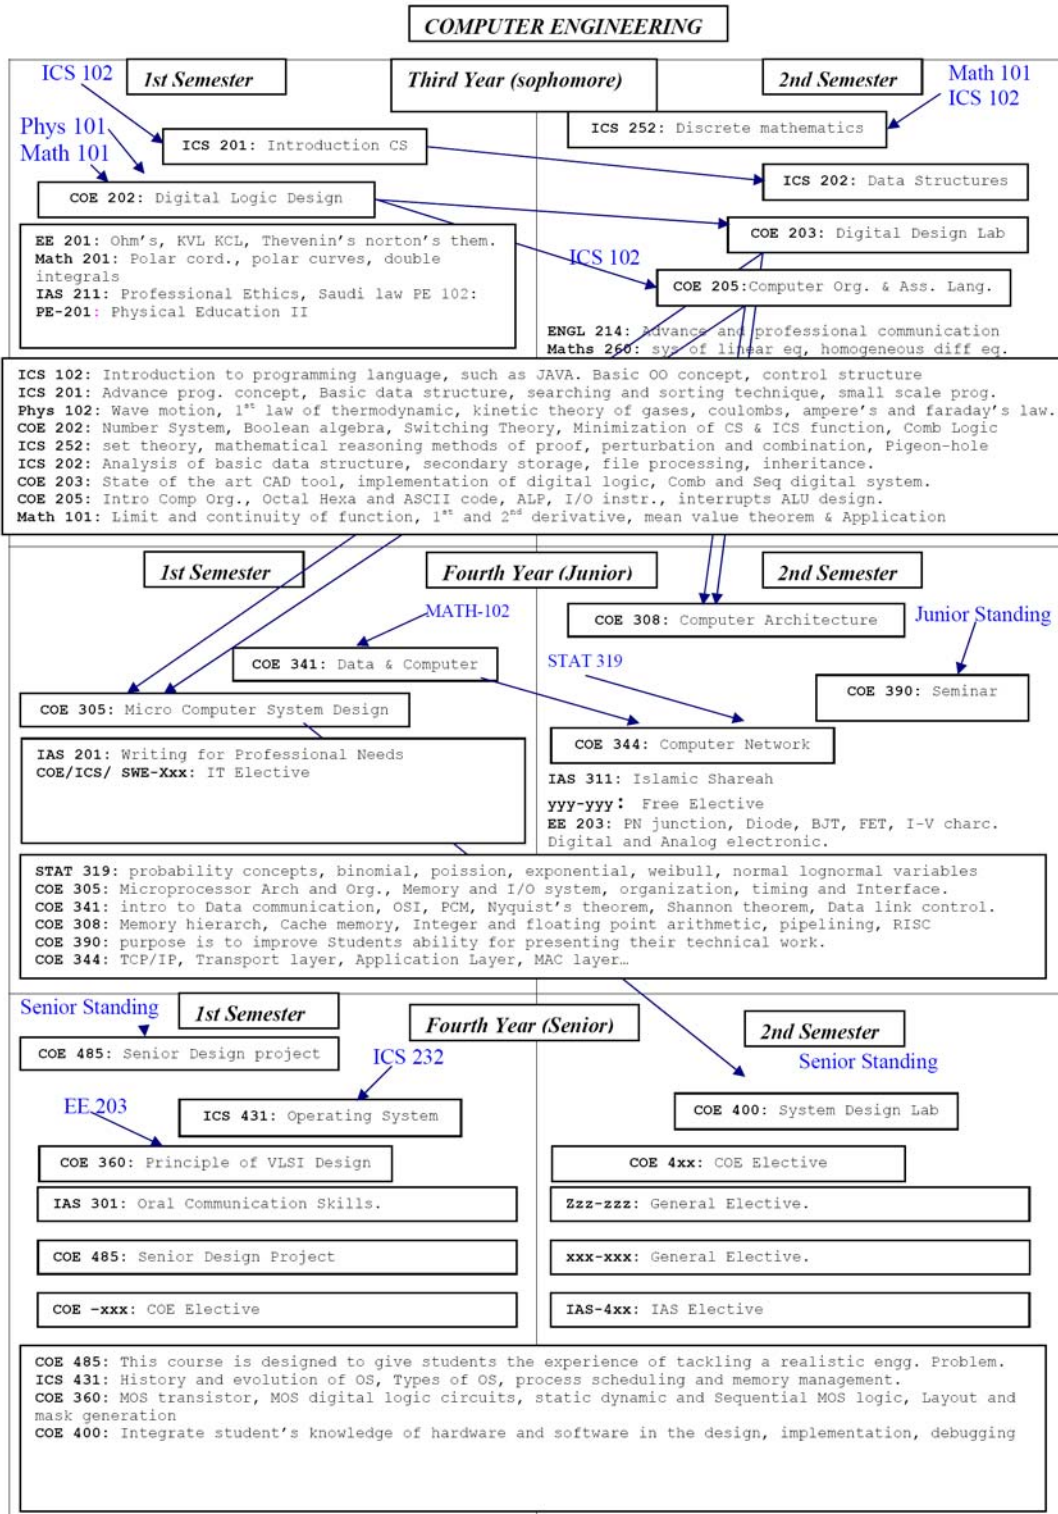 COMPUTER ENGINEERING
ICS 102
1st Semester
Third Year (sophomore)
2nd Semester
Math 101
ICS 102
Phys 101
Math 101
ICS 201: Introduction CS
ICS 252: Discrete mathematics
ICS 202: Data Structures
COE 202: Digital Logic Design
COE 203: Digital Design Lab
ICS 102
COE 205:Computer Org. & Ass. Lang.
EE 201: Ohm's, KVL KCL, Thevenin's norton's them.
Math 201: Polar cord., polar curves, double
integrals
IAS 211: Professional Ethics, Saudi law PE 102:
PE-201: Physical Education II
ENGL 214: Advance and professional communication
Maths 260: sys of linear eq, homogeneous diff eq.
ICS 102: Introduction to programming language, such as JAVA. Basic OO concept, control structure
ICS 201: Advance prog. concept, Basic data structure, searching and sorting technique, small scale prog.
Phys 102: Wave motion, 1st law of thermodynamic, kinetic theory of gases, coulombs, ampere's and faraday's law.
COE 202: Number System, Boolean algebra, Switching Theory, Minimization of CS & ICS function, Comb Logic
ICS 252: set theory, mathematical reasoning methods of proof, perturbation and combination, Pigeon-hole
ICS 202: Analysis of basic data structure, secondary storage, file processing, inheritance.
COE 203: State of the art CAD tool, implementation of digital logic, Comb and Seq digital system.
COE 205: Intro Comp Org., Octal Hexa and ASCII code, ALP, I/O instr., interrupts ALU design.
Math 101: Limit and continuity of function, 1st and 2nd derivative, mean value theorem & Application
1st Semester
Fourth Year (Junior)
2nd Semester
MATH-102
COE 308: Computer Architecture
Junior Standing
COE 341: Data & Computer
STAT 319
COE 390: Seminar
COE 305: Micro Computer System Design
COE 344: Computer Network
IAS 201: Writing for Professional Needs
COE/ICS/ SWE-Xxx: IT Elective
IAS 311: Islamic Shareah
yyy-yyy: Free Elective
EE 203: PN junction, Diode, BJT, FET, I-V charc.
Digital and Analog electronic.
STAT 319: probability concepts, binomial, poission, exponential, weibull, normal lognormal variables
COE 305: Microprocessor Arch and Org., Memory and I/O system, organization, timing and Interface.
COE 341: intro to Data communication, OSI, PCM, Nyquist's theorem, Shannon theorem, Data link control.
COE 308: Memory hierarch, Cache memory, Integer and floating point arithmetic, pipelining, RISC
COE 390: purpose is to improve Students ability for presenting their technical work.
COE 344: TCP/IP, Transport layer, Application Layer, MAC layer…
Senior Standing
1st Semester
Fourth Year (Senior)
2nd Semester
COE 485: Senior Design project
ICS 232
Senior Standing
EE 203
ICS 431: Operating System
COE 400: System Design Lab
COE 360: Principle of VLSI Design
COE 4xx: COE Elective
IAS 301: Oral Communication Skills.
Zzz-zzz: General Elective.
COE 485: Senior Design Project
xxx-xxx: General Elective.
COE –xxx: COE Elective
IAS-4xx: IAS Elective
COE 485: This course is designed to give students the experience of tackling a realistic engg. Problem.
ICS 431: History and evolution of OS, Types of OS, process scheduling and memory management.
COE 360: MOS transistor, MOS digital logic circuits, static dynamic and Sequential MOS logic, Layout and
mask generation
COE 400: Integrate student's knowledge of hardware and software in the design, implementation, debugging